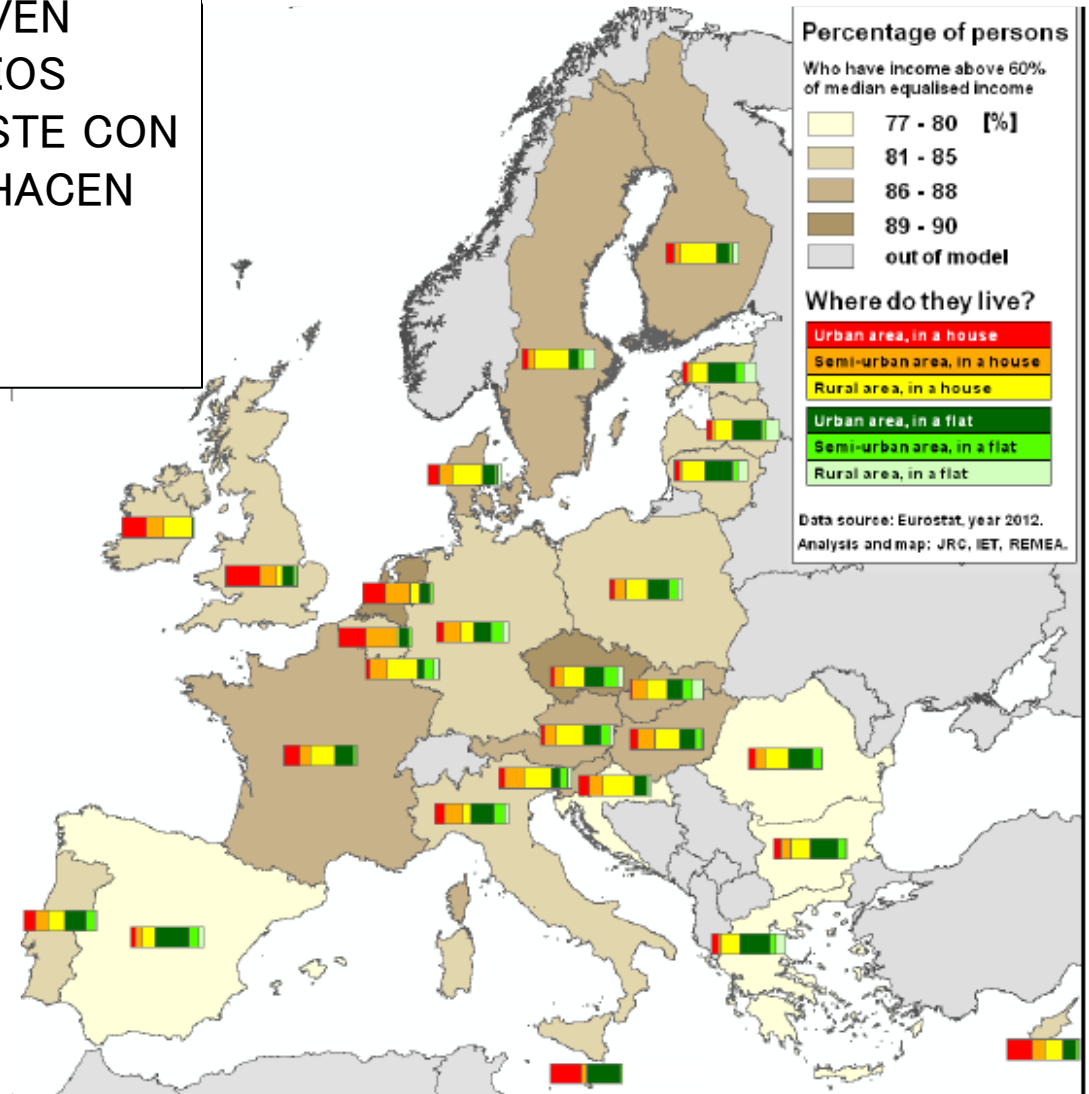 VEN
EOS
STE CON
HACEN
Percentage of persons
Who have income above 60%
of median equalised income
77 - 80 [%]
81 - 85
86 - 88
89 - 90
out of model
Where do they live?
Urban area, in a house
Semi-urban area, in a house
Rural area, in a house
Urban area, in a flat
Semi-urban area, in a flat
Rural area, in a flat
Data source: Eurostat, year 2012.
Analysis and map: JRC, IET, REMEA.